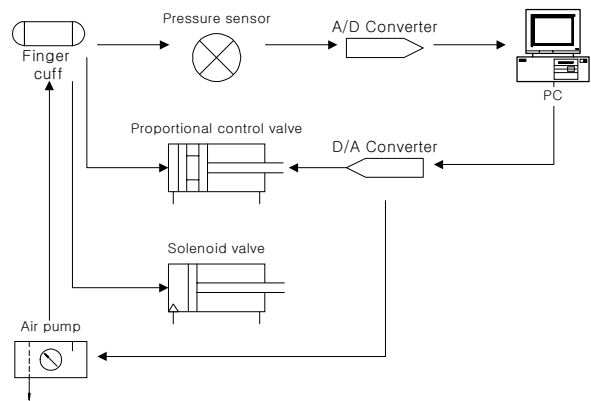 Pressure sensor
A/D Converter
Finger
cuff
PC
Proportional control valve
D/A Converter
Solenoid valve
Air pump